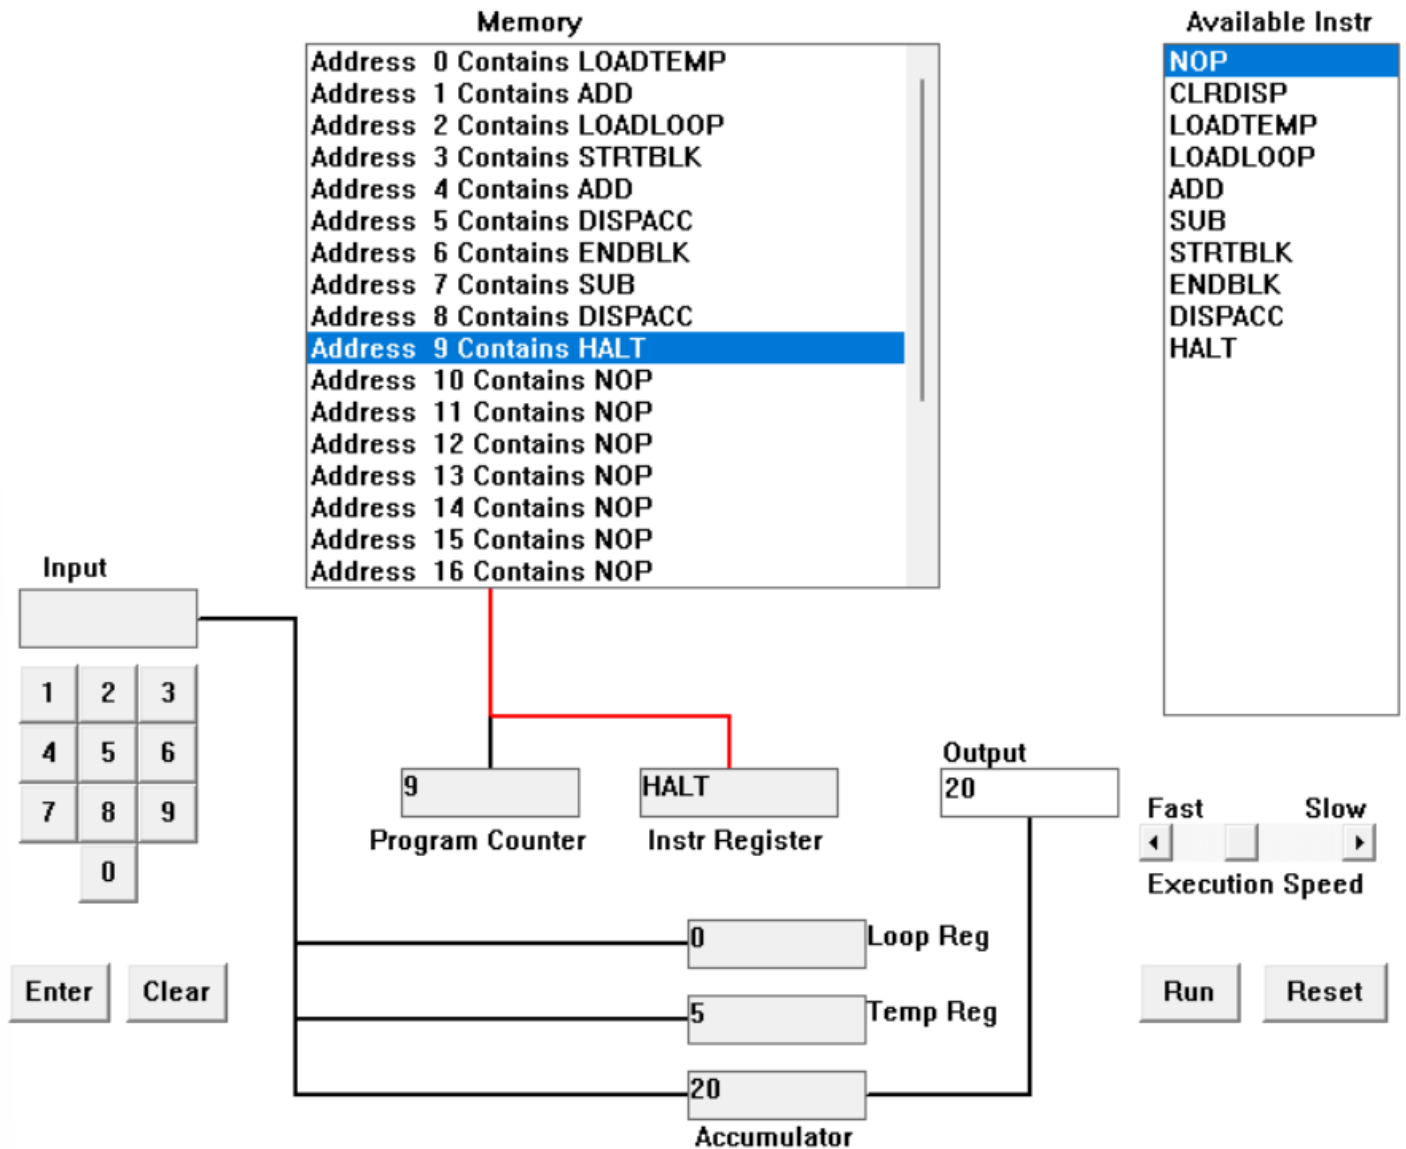 Memory
Address 0 Contains LOADTEMP
Address 1 Contains ADD
Address 2 Contains LOADLOOP
Address 3 Contains STRTBLK
Address 4 Contains ADD
Address 5 Contains DISPACC
Address 6 Contains ENDBLK
Address 7 Contains SUB
Address 8 Contains DISPACC
Address 9 Contains HALT
Address 10 Contains NOP
Address 11 Contains NOP
Address 12 Contains NOP
Address 13 Contains NOP
Address 14 Contains NOP
Address 15 Contains NOP
Address 16 Contains NOP
Available Instr
NOP
CLRDISP
LOADTEMP
LOADLOOP
ADD
SUB
STRTBLK
ENDBLK
DISPACC
HALT
Input
1 2 3
4 5 6
7 8 9
0
Enter Clear
9
Program Counter
HALT
Instr Register
Output
20
Fast Slow
Execution Speed
Run Reset
0 Loop Reg
5 Temp Reg
20
Accumulator